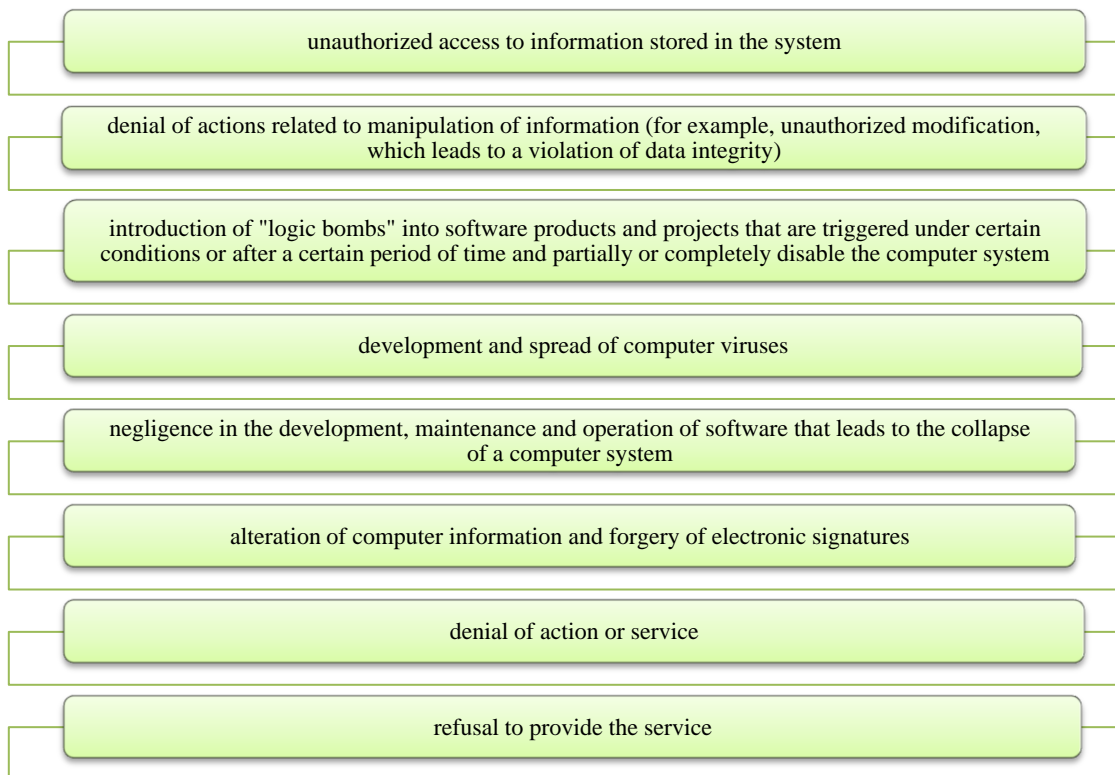 unauthorized access to information stored in the system
denial of actions related to manipulation of information (for example, unauthorized modification,
which leads to a violation of data integrity)
introduction of "logic bombs" into software products and projects that are triggered under certain
conditions or after a certain period of time and partially or completely disable the computer system
development and spread of computer viruses
negligence in the development, maintenance and operation of software that leads to the collapse
of a computer system
alteration of computer information and forgery of electronic signatures
denial of action or service
refusal to provide the service